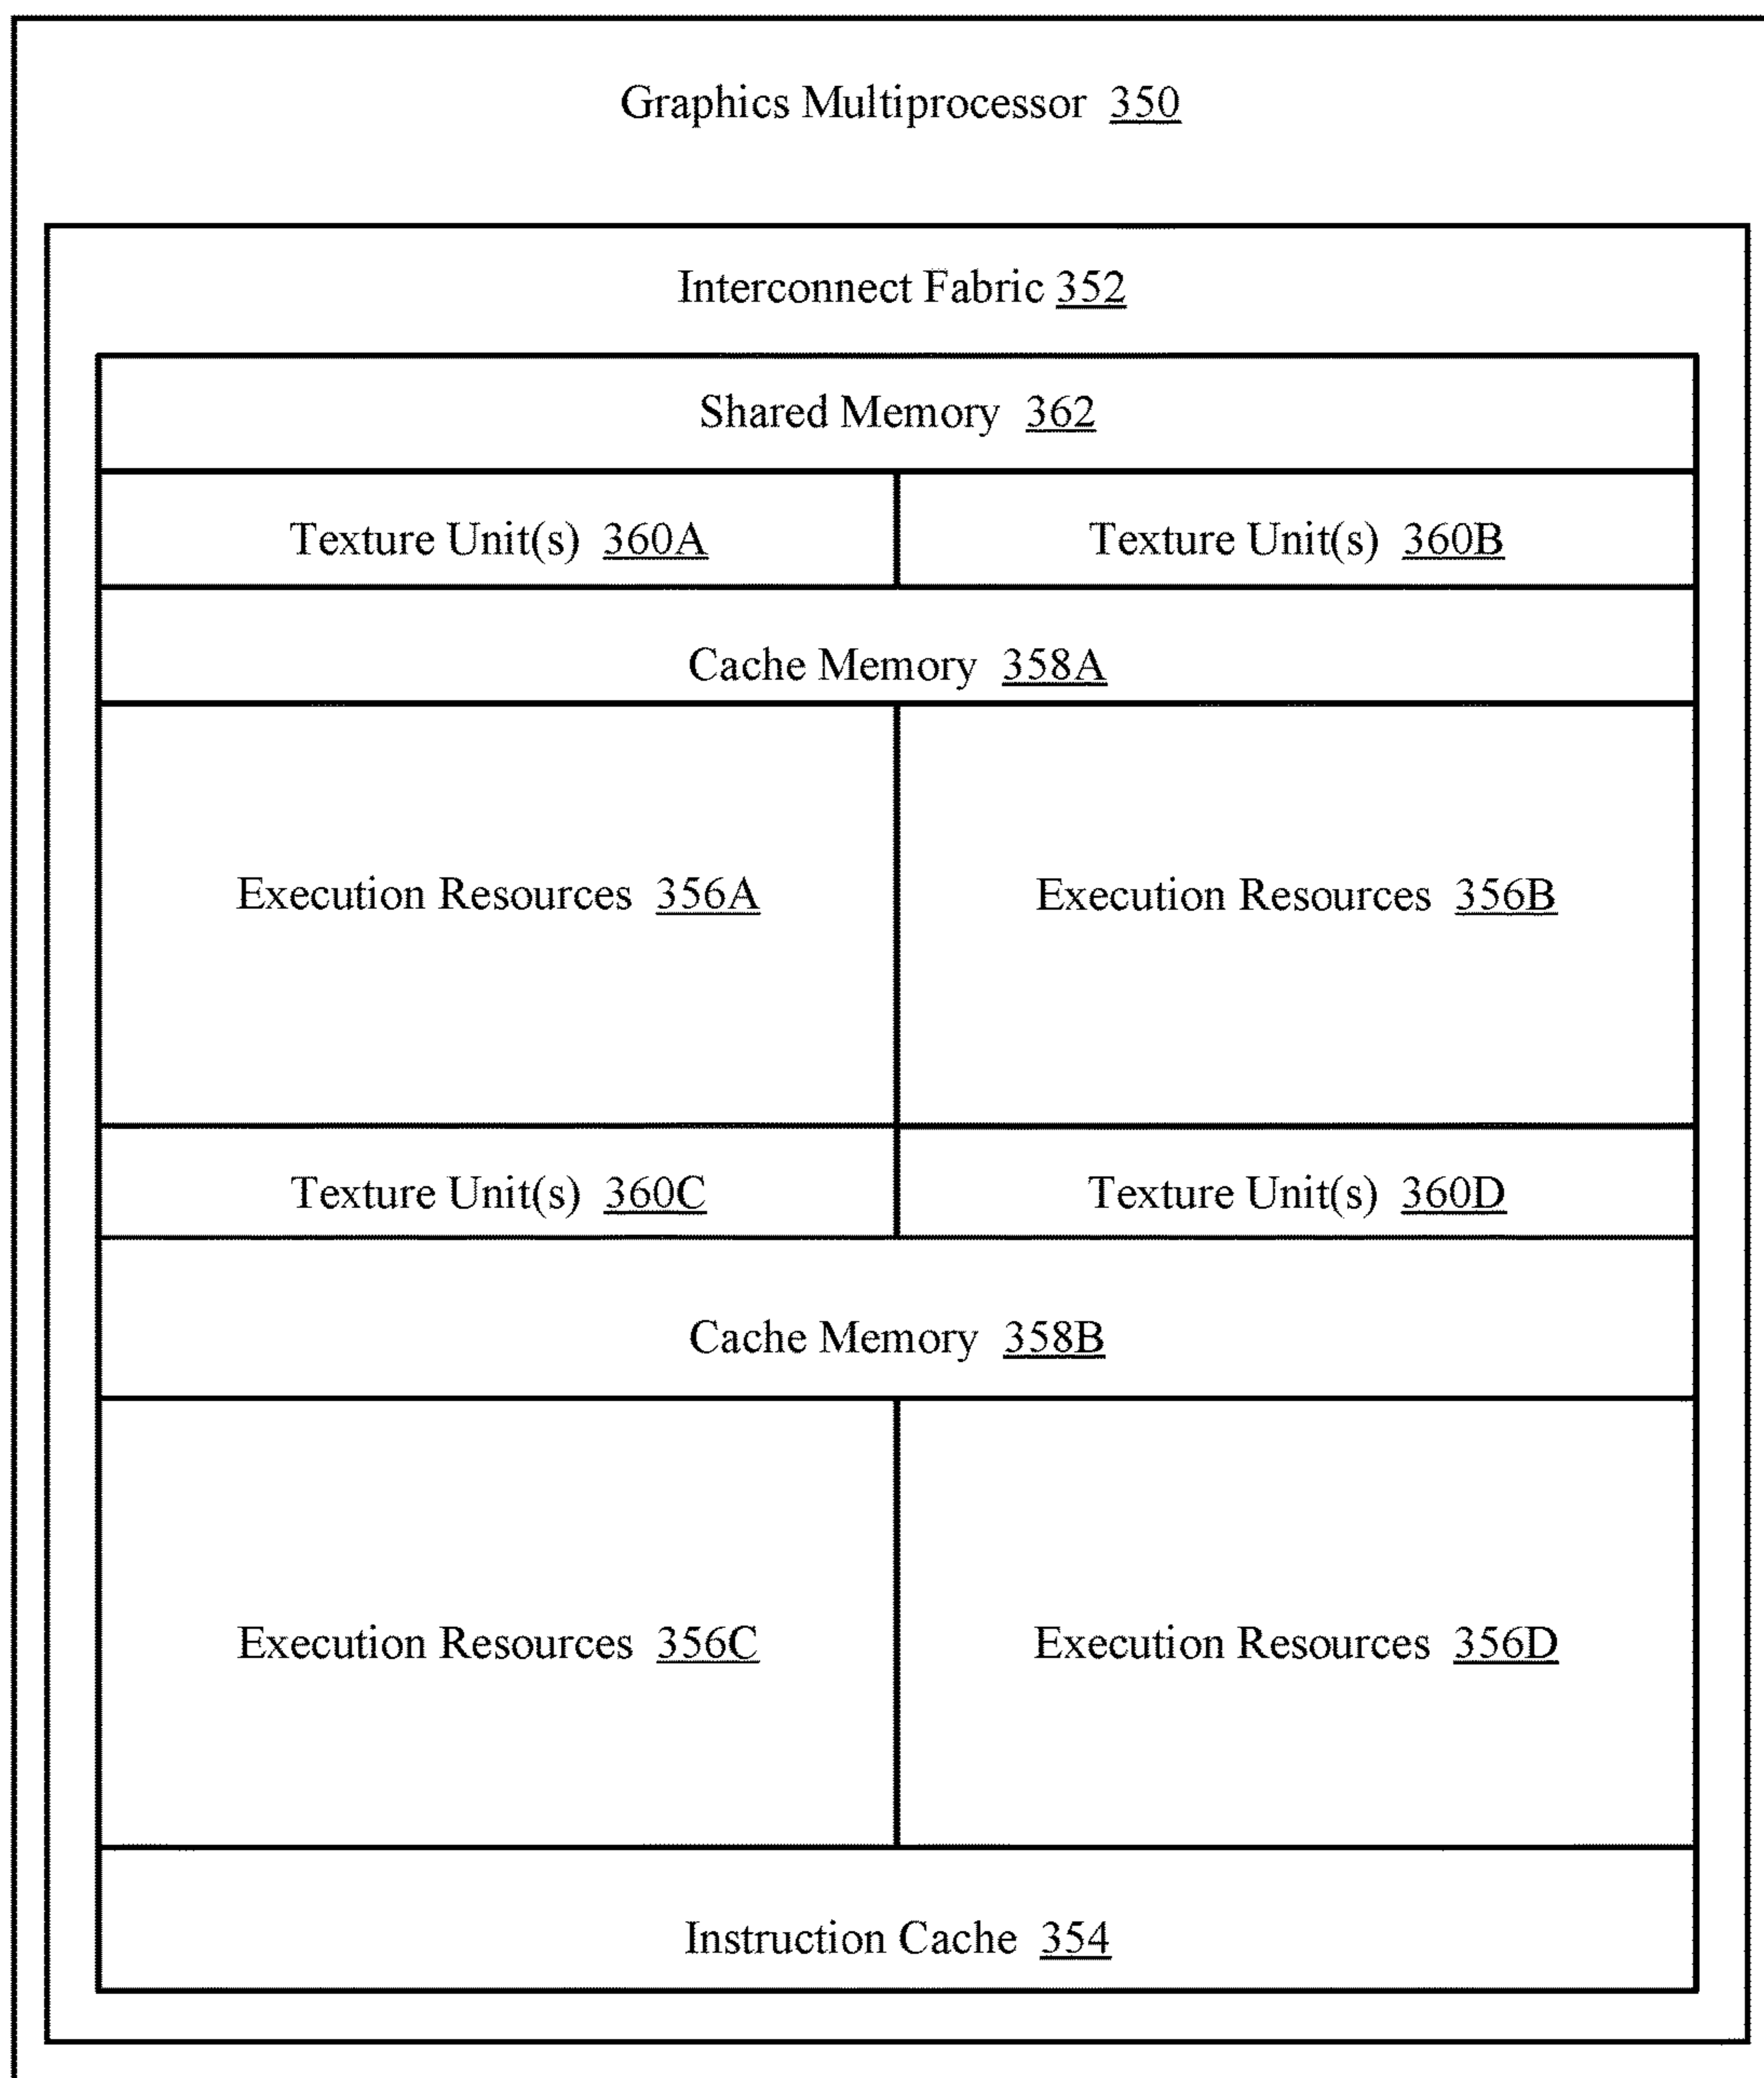 Graphics Multiprocessor 350
Interconnect Fabric 352
Shared Memory 362
Texture Unit(s) 360A
Texture Unit(s) 360B
Cache Memory 358A
Execution Resources 356A
Execution Resources 356B
Texture Unit(s) 360C
Texture Unit(s) 360D
Cache Memory 358B
Execution Resources 356C
Execution Resources 356D
Instruction Cache 354